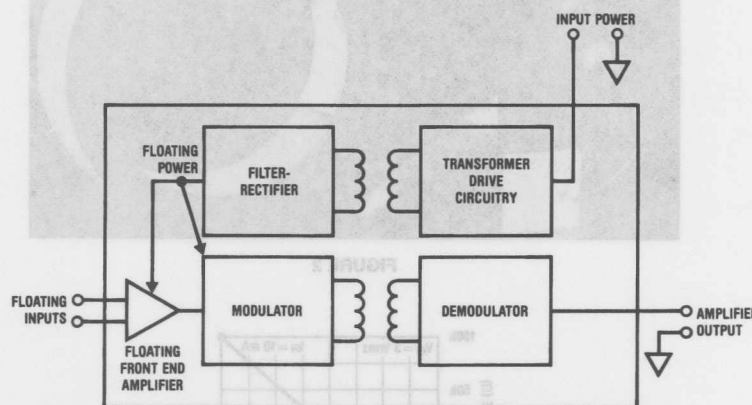 INPUT POWER
FLOATING
POWER
FILTER-
RECTIFIER
TRANSFORMER
DRIVE
CIRCUITRY
FIGURE 2
FLOATING
INPUTS
FLOATING
FRONT END
AMPLIFIER
MODULATOR
DEMODULATOR
AMPLIFIER
OUTPUT